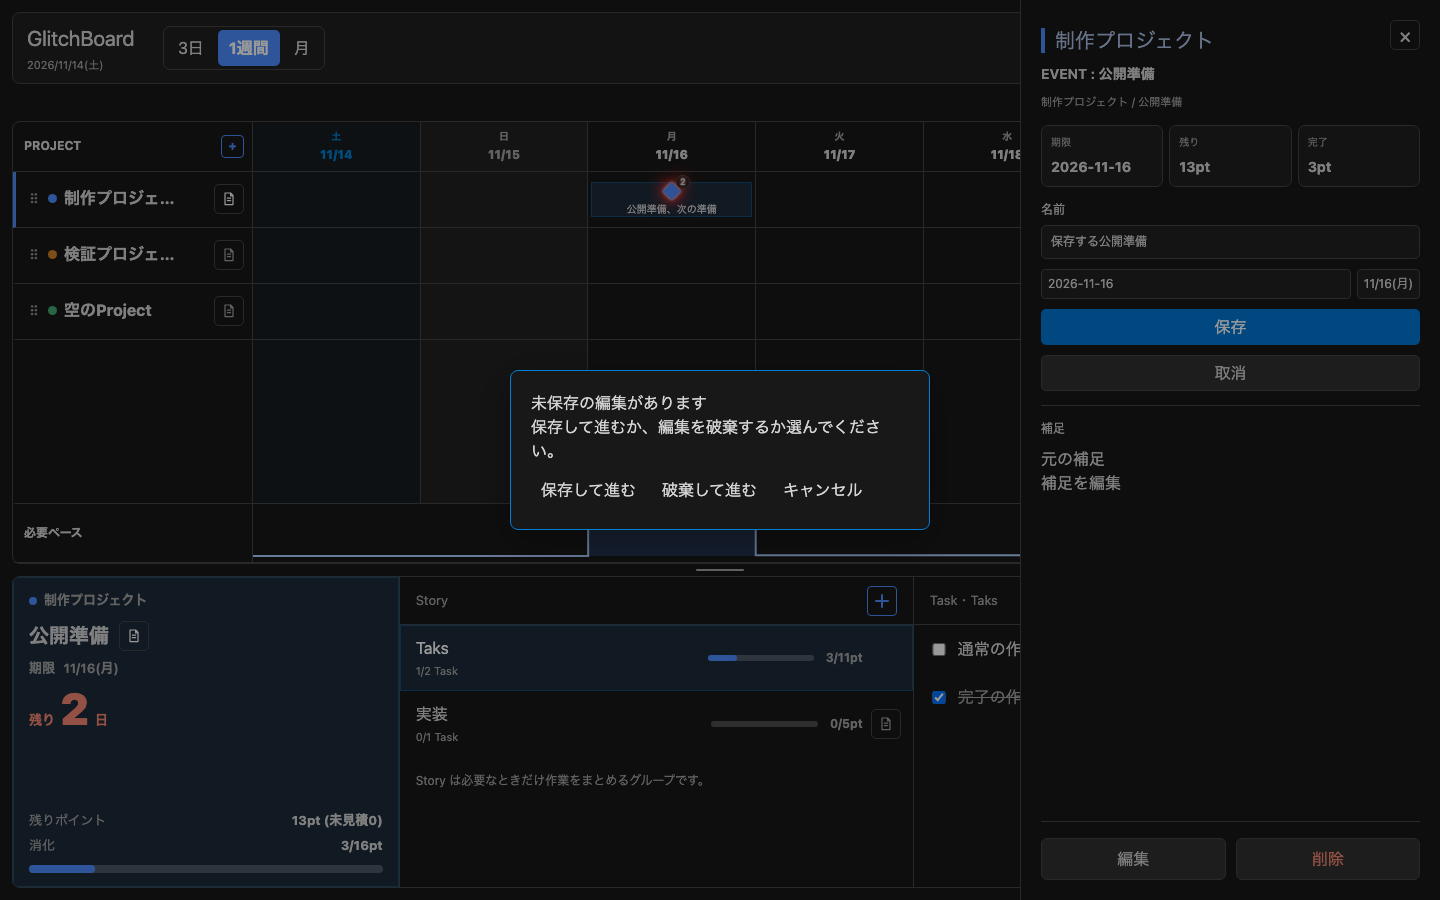 GlitchBoard
2026/11/14(土)
3日
1週間
月
PROJECT
+
土
11/14
日
11/15
月
11/16
火
11/17
水
11/18
制作プロジェ...
検証プロジェ...
空のProject
2
公開準備、次の準備
必要ペース
未保存の編集があります
保存して進むか、編集を破棄するか選んでくださ
い。
保存して進む
破棄して進む
キャンセル
制作プロジェクト
公開準備
期限 11/16(月)
残り 2 日
残りポイント
13pt (未見積0)
消化
3/16pt
Story
+
Taks
1/2 Task
3/11pt
実装
0/1 Task
0/5pt
Story は必要なときだけ作業をまとめるグループです。
Task・Taks
通常の作
完了の作
制作プロジェクト
×
EVENT : 公開準備
制作プロジェクト / 公開準備
期限
2026-11-16
残り
13pt
完了
3pt
名前
保存する公開準備
2026-11-16
11/16(月)
保存
取消
補足
元の補足
補足を編集
編集
削除